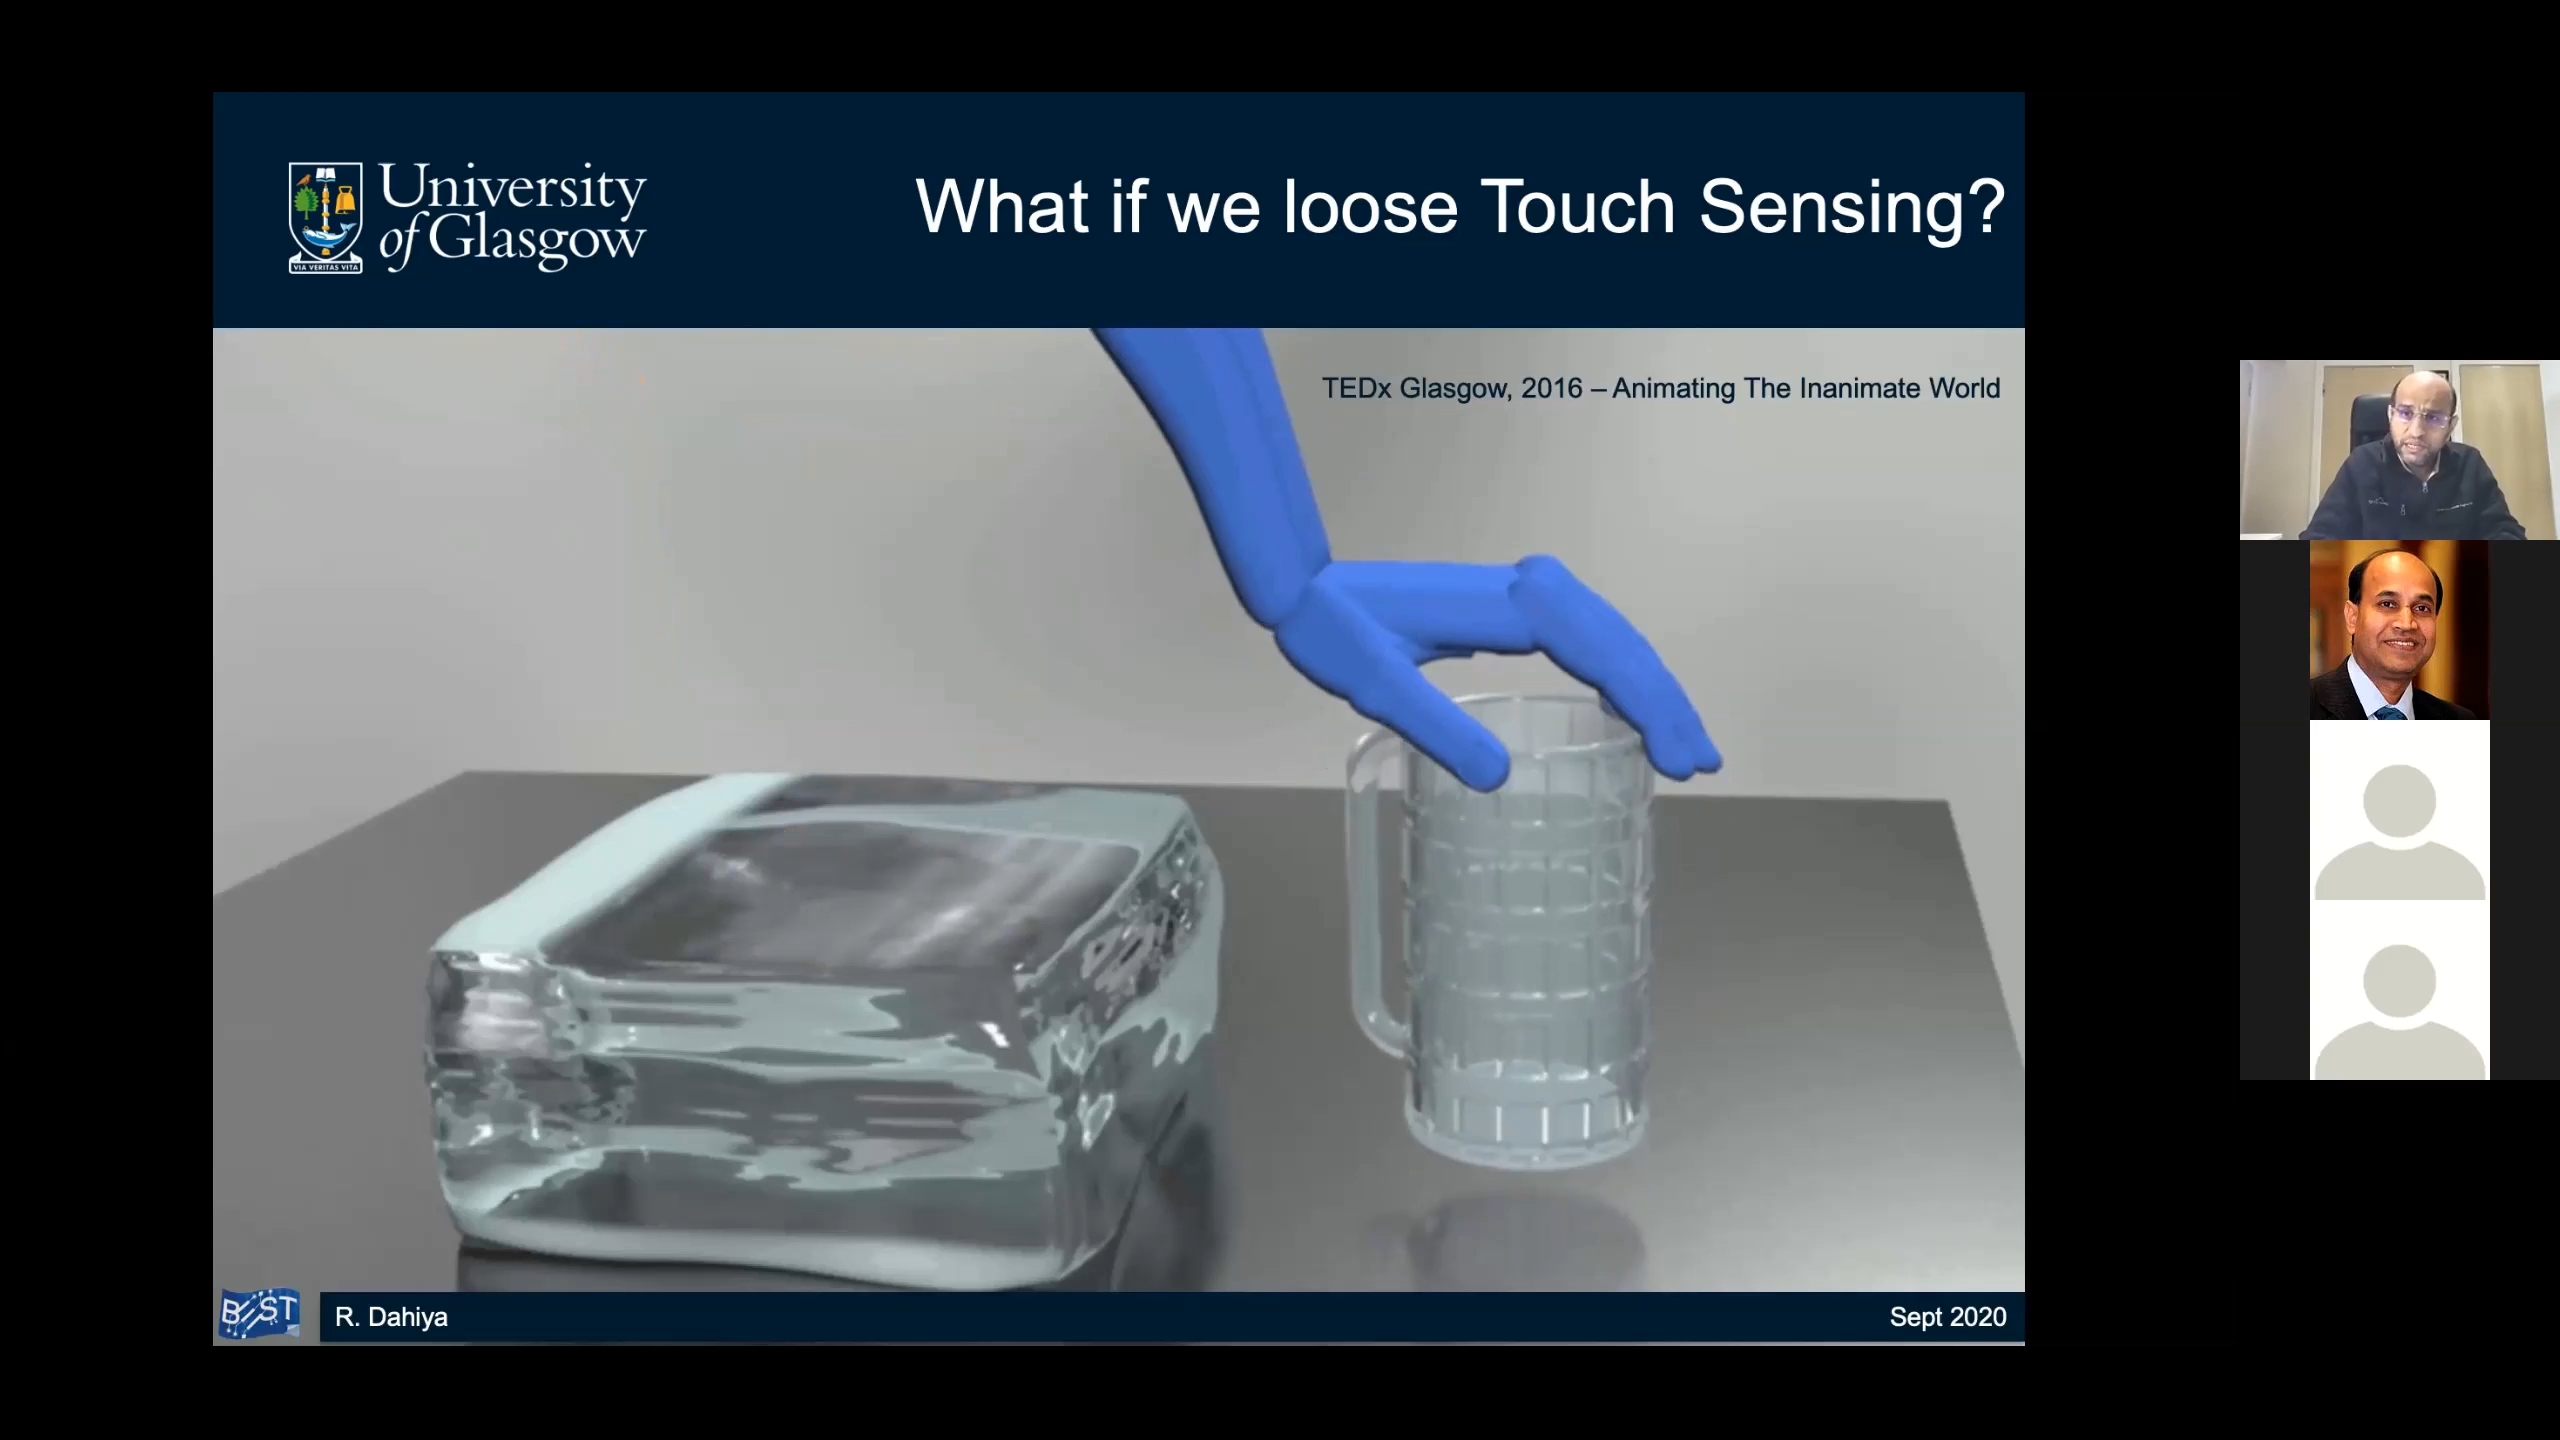 University
of Glasgow
VIA VERITAS VITA
What if we loose Touch Sensing?
TEDx Glasgow, 2016 – Animating The Inanimate World
BEST
R. Dahiya
Sept 2020